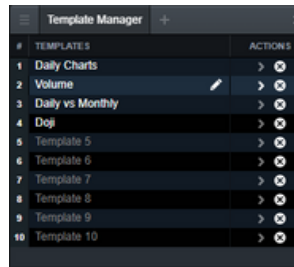 Template Manager
# TEMPLATES ACTIONS
1 Daily Charts
2 Volume
3 Daily vs Monthly
4 Doji
5 Template 5
6 Template 6
7 Template 7
8 Template 8
9 Template 9
10 Template 10